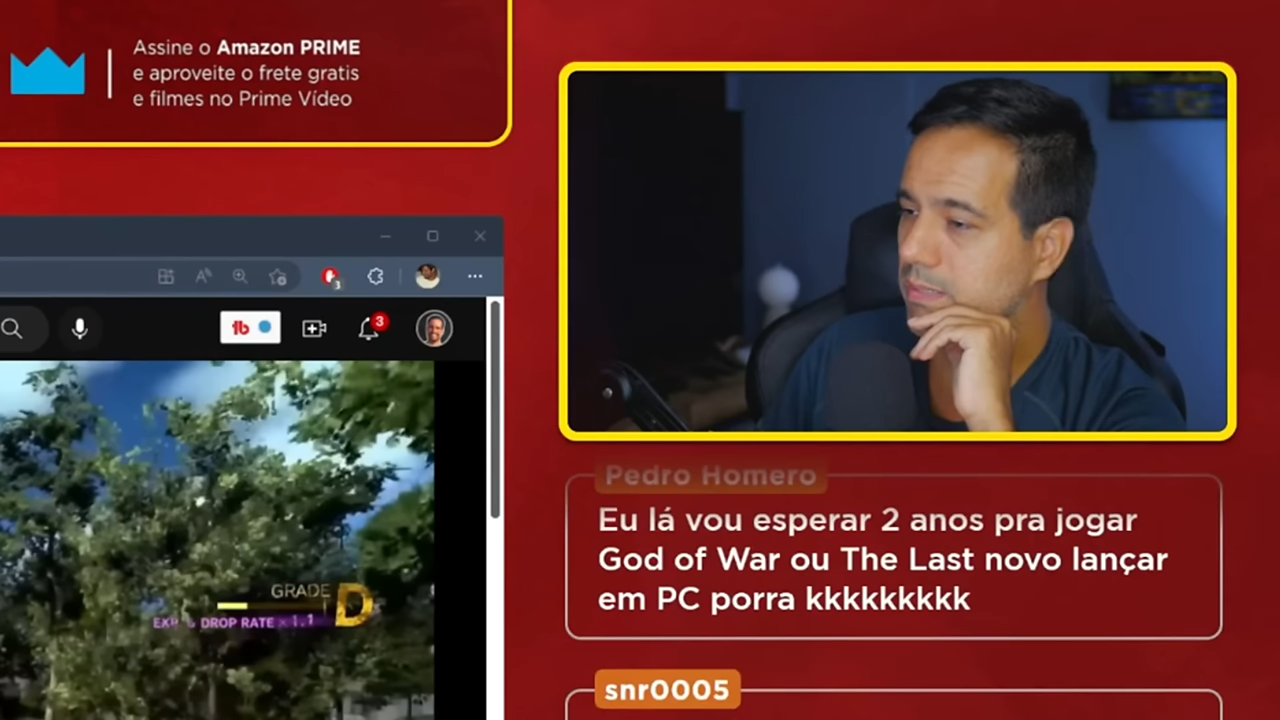 Assine o Amazon PRIME
e aproveite o frete gratis
e filmes no Prime Vídeo
3
3
GRADE D
DROP RATE × 1.1
Pedro Homero
Eu lá vou esperar 2 anos pra jogar
God of War ou The Last novo lançar
em PC porra kkkkkkkkk
snr0005